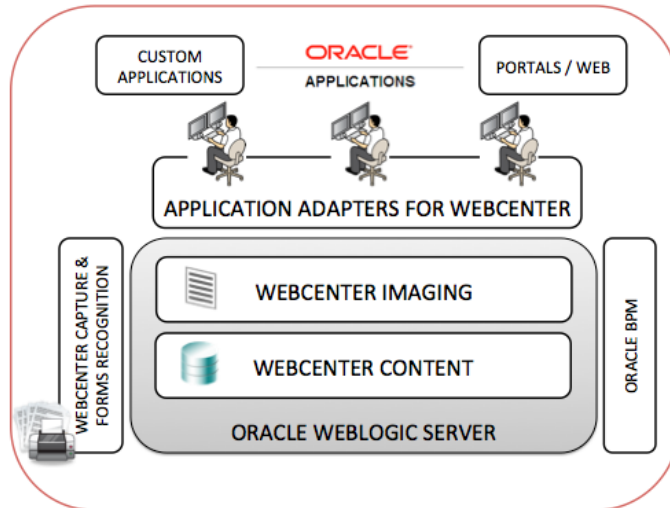 CUSTOM
APPLICATIONS
ORACLE®
APPLICATIONS
PORTALS / WEB
APPLICATION ADAPTERS FOR WEBCENTER
WEBCENTER CAPTURE &
FORMS RECOGNITION
WEBCENTER IMAGING
WEBCENTER CONTENT
ORACLE WEBLOGIC SERVER
ORACLE BPM